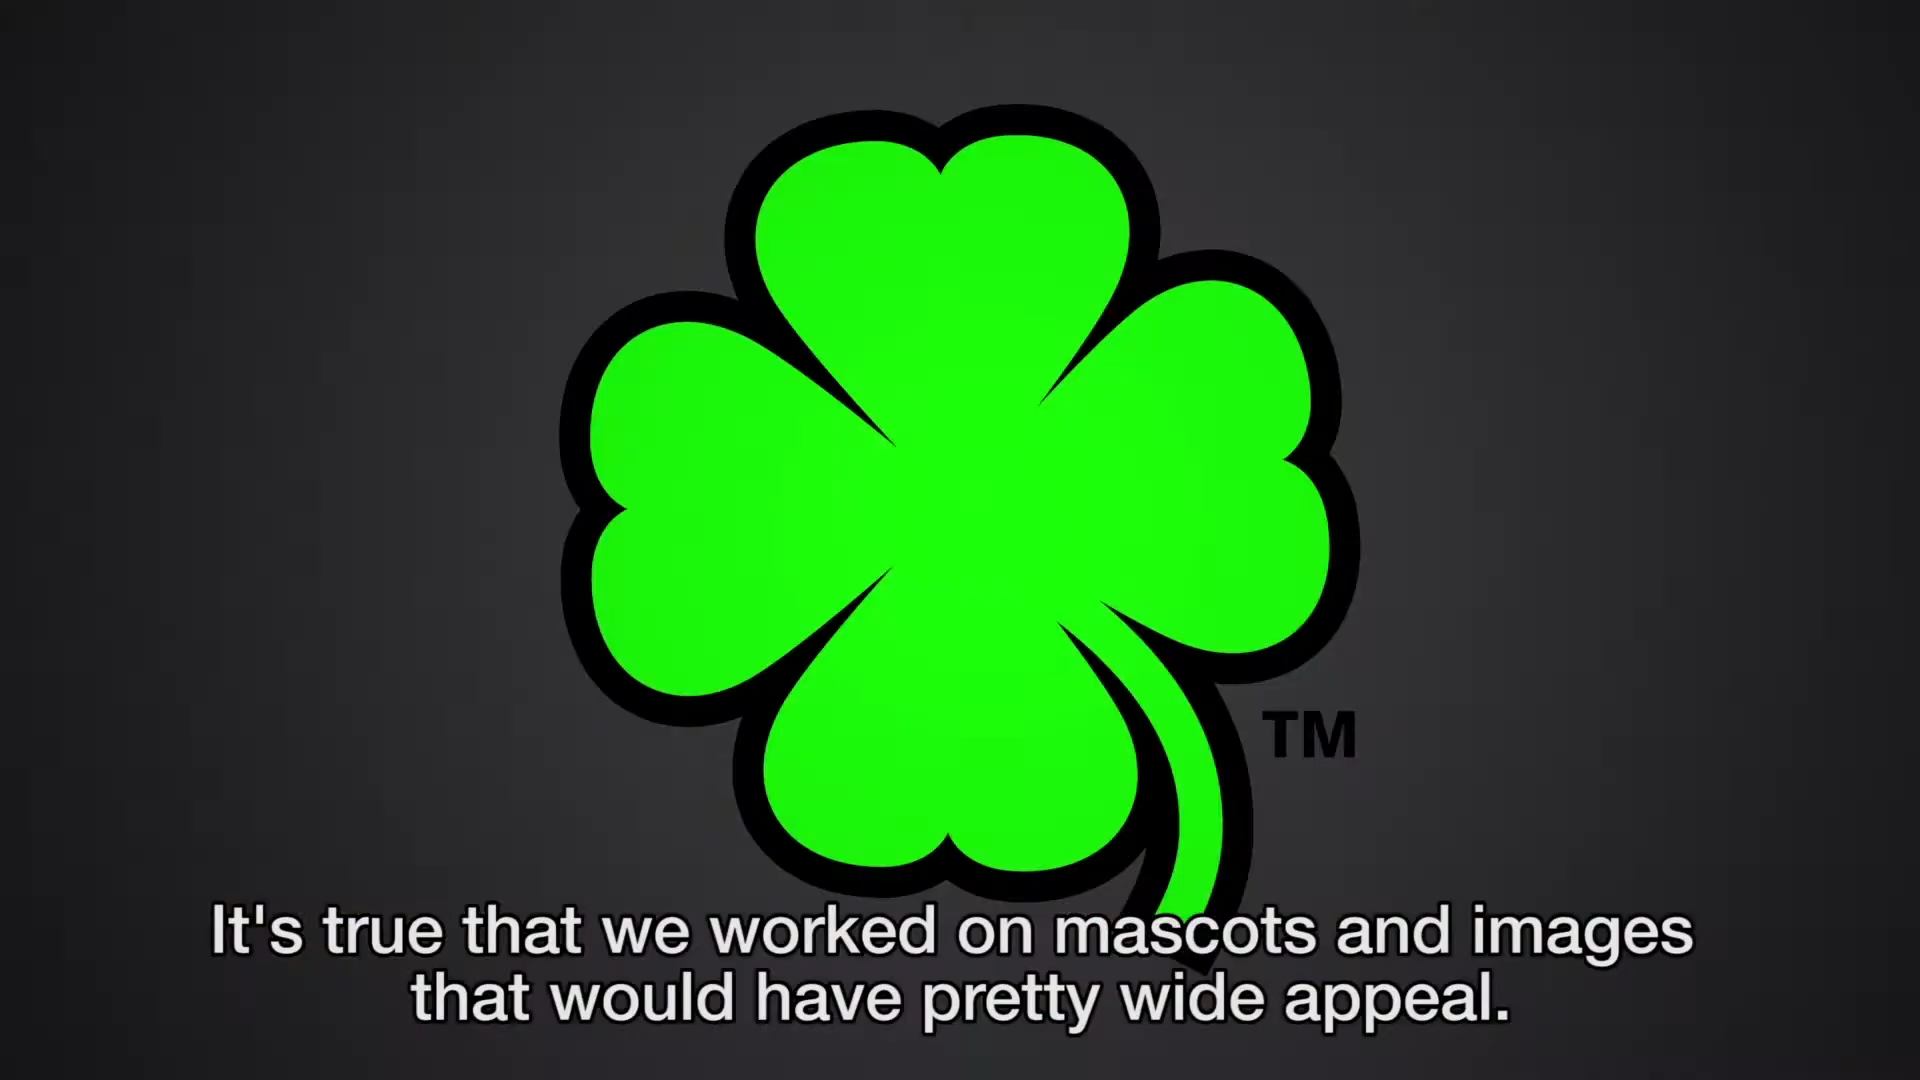 TM
It's true that we worked on mascots and images
that would have pretty wide appeal.